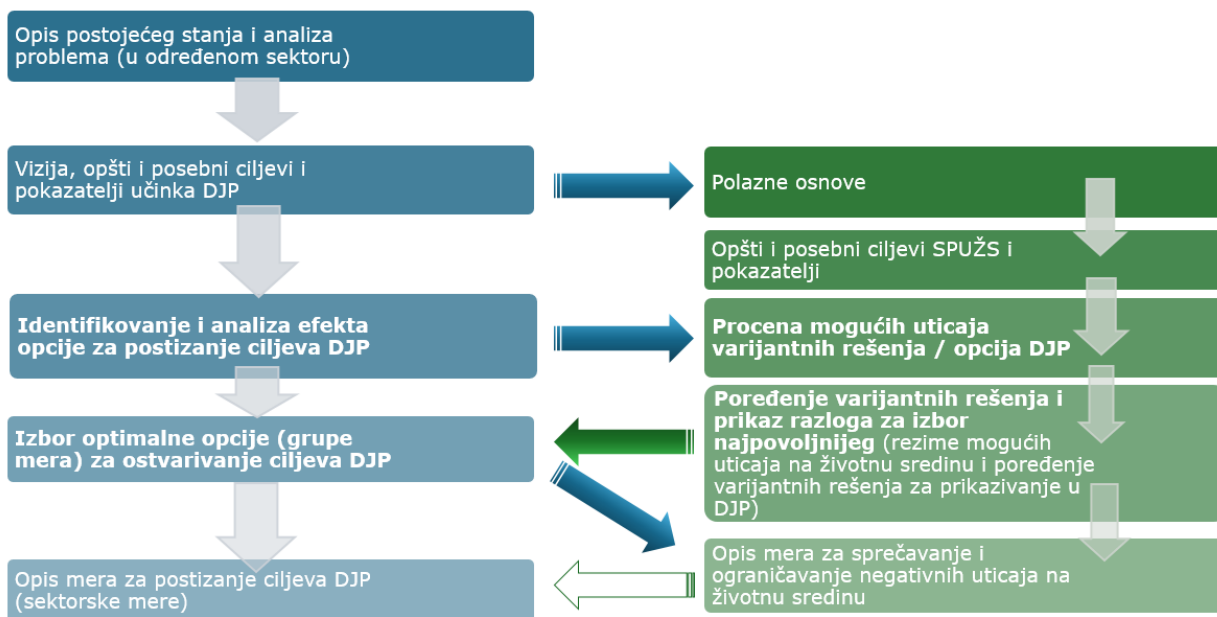 Opis postojećeg stanja i analiza
problema (u određenom sektoru)
Vizija, opšti i posebni ciljevi i
pokazatelji učinka DJP
Identifikovanje i analiza efekta
opcije za postizanje ciljeva DJP
Izbor optimalne opcije (grupe
mera) za ostvarivanje ciljeva DJP
Opis mera za postizanje ciljeva DJP
(sektorske mere)
Polazne osnove
Opšti i posebni ciljevi SPUŽS i
pokazatelji
Procena mogućih uticaja
varijantnih rešenja / opcija DJP
Poređenje varijantnih rešenja i
prikaz razloga za izbor
najpovoljnijeg (rezime mogućih
uticaja na životnu sredinu i poređenje
varijantnih rešenja za prikazivanje u
DJP)
Opis mera za sprečavanje i
ograničavanje negativnih uticaja na
životnu sredinu